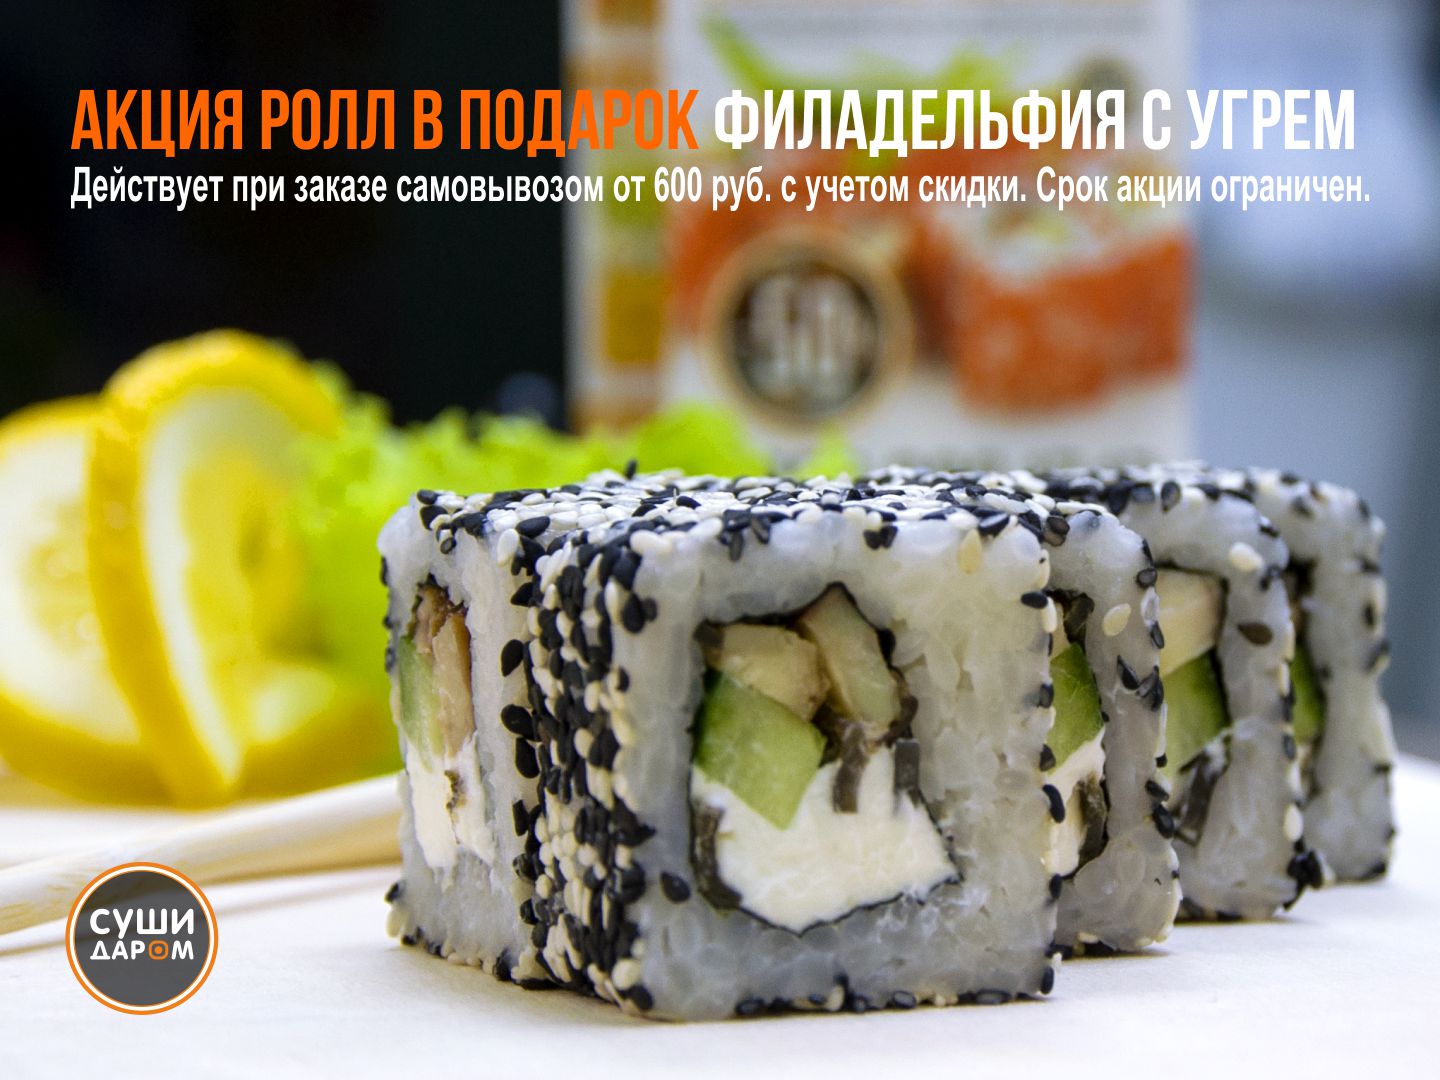 АКЦИЯ РОЛЛ В ПОДАРОК ФИЛАДЕЛЬФИЯ С УГРЕМ
Действует при заказе самовывозом от 600 руб. с учетом скидки. Срок акции ограничен.
СУШИ
ДАРОМ